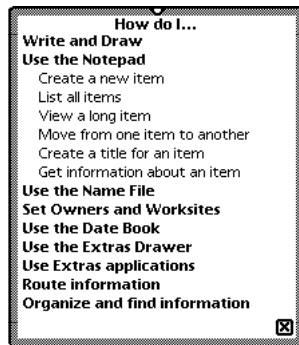 How do I...
Write and Draw
Use the Notepad
Create a new item
List all items
View a long item
Move from one item to another
Create a title for an item
Get information about an item
Use the Name File
Set Owners and Worksites
Use the Date Book
Use the Extras Drawer
Use Extras applications
Route information
Organize and find information